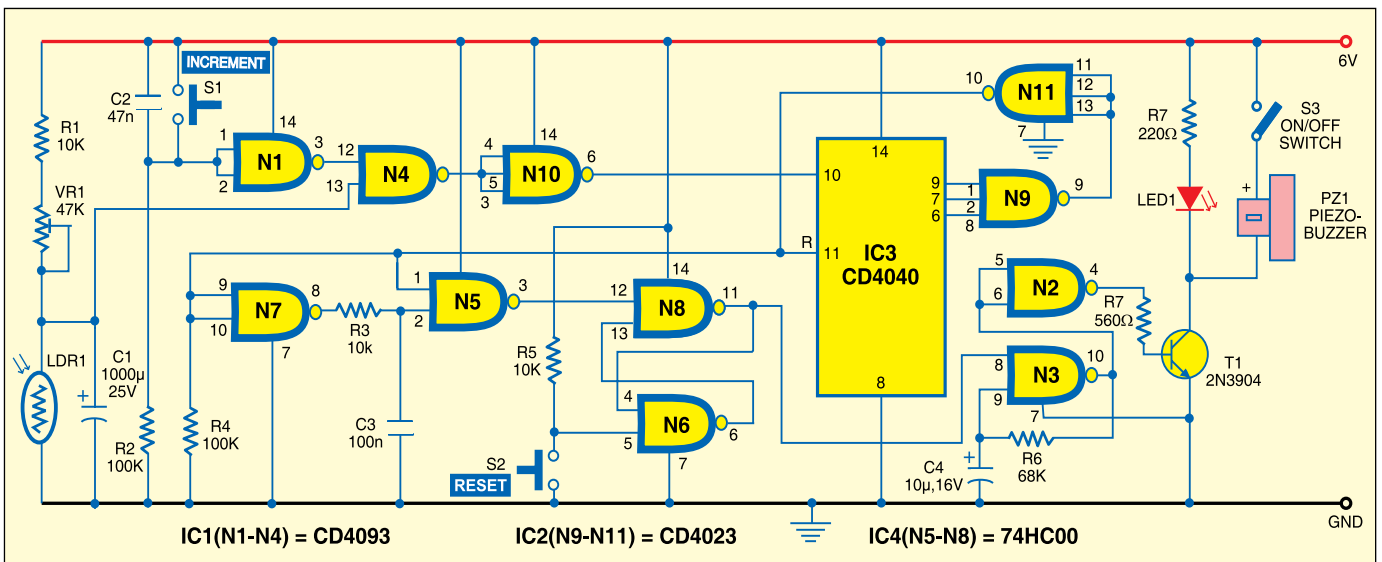 6V
INCREMENT
S1
C2
47n
14
R1
10K
1
2
N1
3
12
13
N4
VR1
47K
14
4
5
3
N10
6
10
14
IC3
CD4040
R
11
8
9
7
6
1
2
8
N9
9
10
N11
11
12
13
7
R7
220Ω
S3
ON/OFF
SWITCH
LED1
+
PZ1
PIEZO-
BUZZER
9
10
N7
8
7
R3
10k
1
2
N5
3
14
12
13
N8
11
R5
10K
4
5
N6
6
7
5
6
N2
4
R7
560Ω
8
9
N3
10
7
T1
2N3904
LDR1
C1
1000µ
25V
+
R2
100K
R4
100K
C3
100n
S2
RESET
+
C4
10µ,16V
R6
68K
GND
IC1(N1-N4) = CD4093
IC2(N9-N11) = CD4023
IC4(N5-N8) = 74HC00